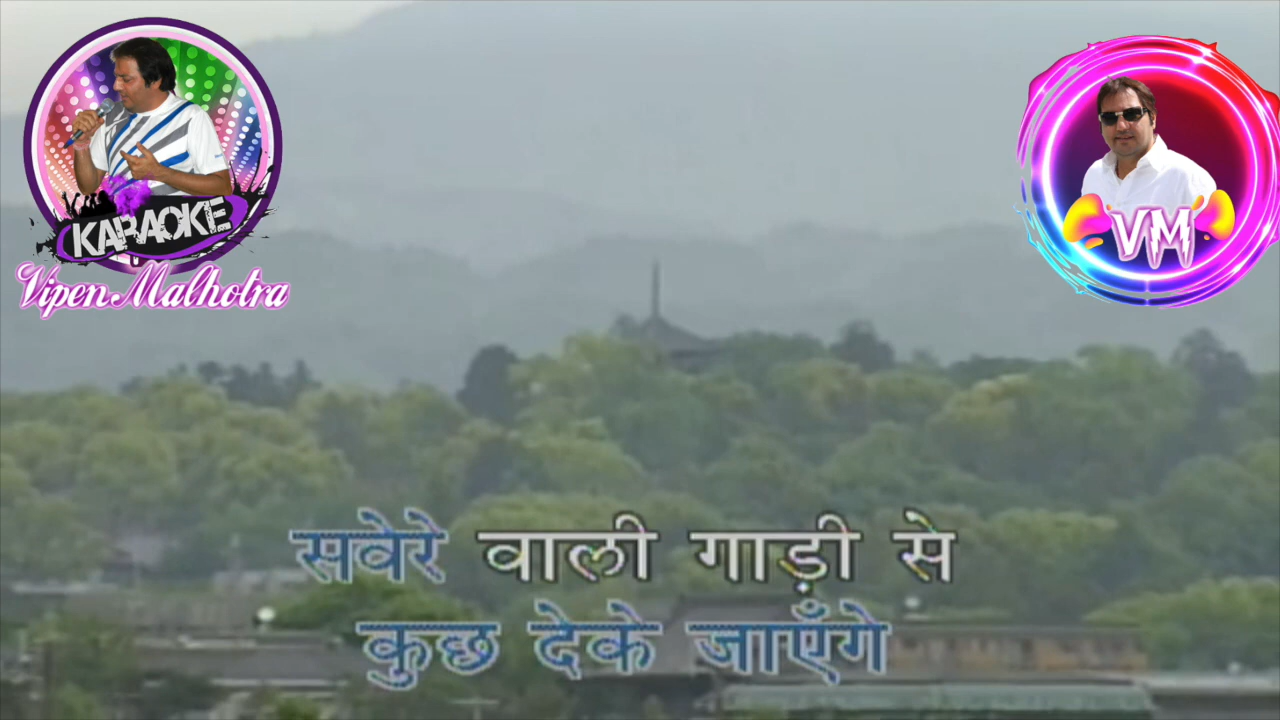 KARAOKE
Vipen Malhotra
VM
सवेरे वाली गाड़ी से
कुछ देके जाएँगे